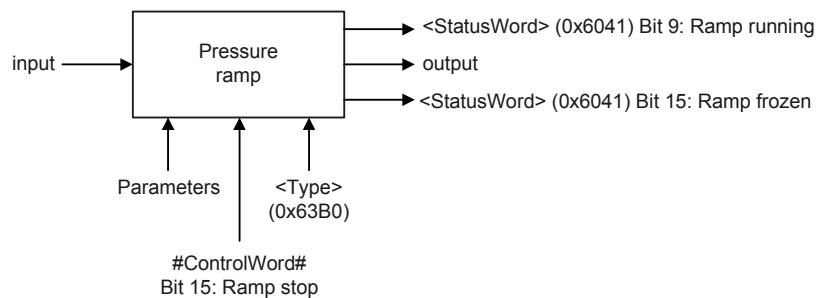 <StatusWord> (0x6041) Bit 9: Ramp running
Pressure
ramp
input
output
<StatusWord> (0x6041) Bit 15: Ramp frozen
Parameters
<Type>
(0x63B0)
#ControlWord#
Bit 15: Ramp stop